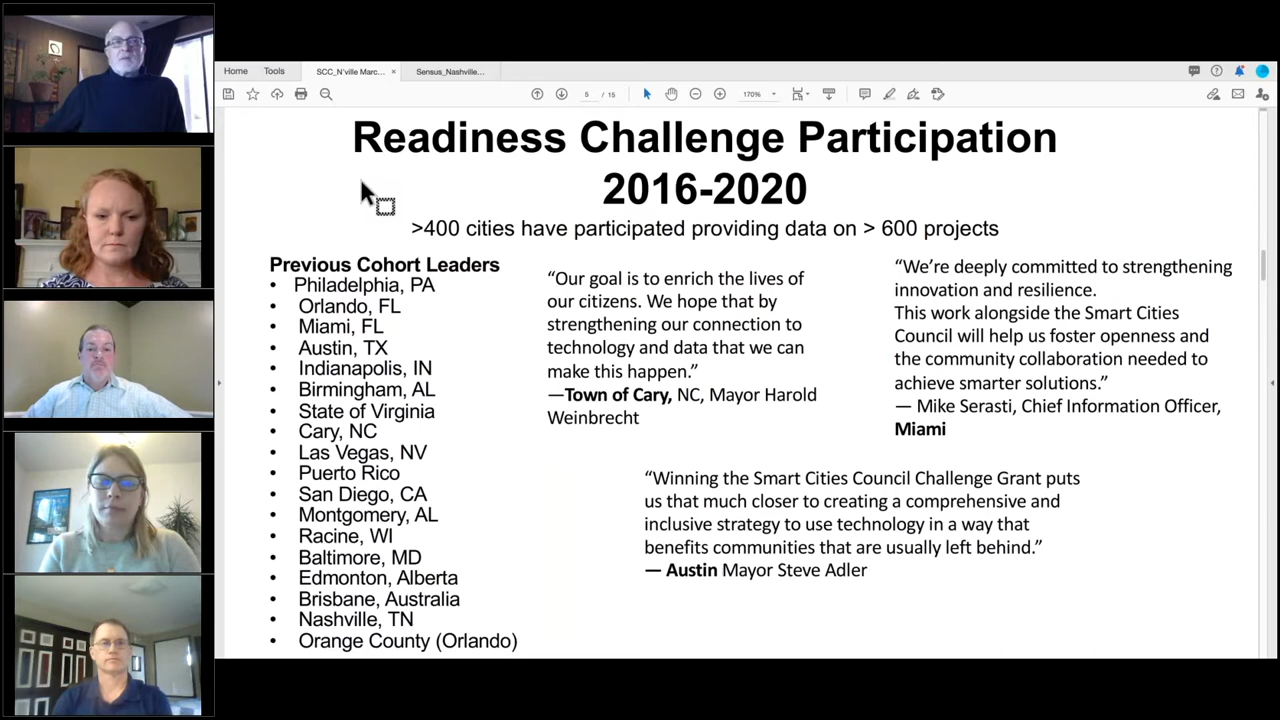 Home Tools SCC_N'ville Marc... × Sensus_Nashville...
5 / 15 170%
Readiness Challenge Participation
2016-2020
>400 cities have participated providing data on > 600 projects
Previous Cohort Leaders
• Philadelphia, PA
• Orlando, FL
• Miami, FL
• Austin, TX
• Indianapolis, IN
• Birmingham, AL
• State of Virginia
• Cary, NC
• Las Vegas, NV
• Puerto Rico
• San Diego, CA
• Montgomery, AL
• Racine, WI
• Baltimore, MD
• Edmonton, Alberta
• Brisbane, Australia
• Nashville, TN
• Orange County (Orlando)
“Our goal is to enrich the lives of
our citizens. We hope that by
strengthening our connection to
technology and data that we can
make this happen.”
—Town of Cary, NC, Mayor Harold
Weinbrecht
“We’re deeply committed to strengthening
innovation and resilience.
This work alongside the Smart Cities
Council will help us foster openness and
the community collaboration needed to
achieve smarter solutions.”
— Mike Serasti, Chief Information Officer,
Miami
“Winning the Smart Cities Council Challenge Grant puts
us that much closer to creating a comprehensive and
inclusive strategy to use technology in a way that
benefits communities that are usually left behind.”
— Austin Mayor Steve Adler